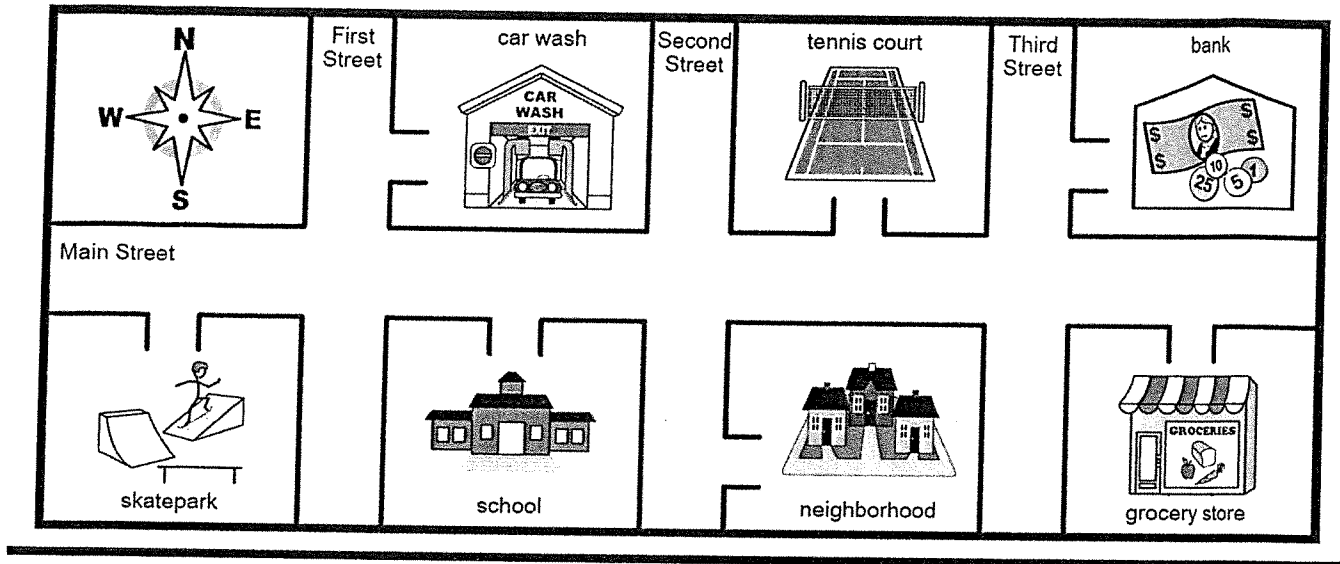 N
W E
S
First
Street
car wash
CAR
WASH
EXIT
Second
Street
tennis court
Third
Street
bank
$ $
$ $
10
25 5 1
Main Street
skatepark
school
neighborhood
GROCERIES
grocery store